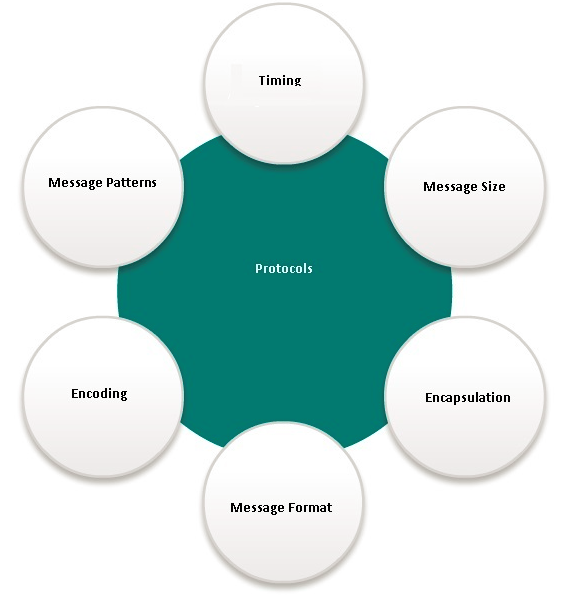 Timing
Message Patterns
Message Size
Protocols
Encoding
Encapsulation
Message Format